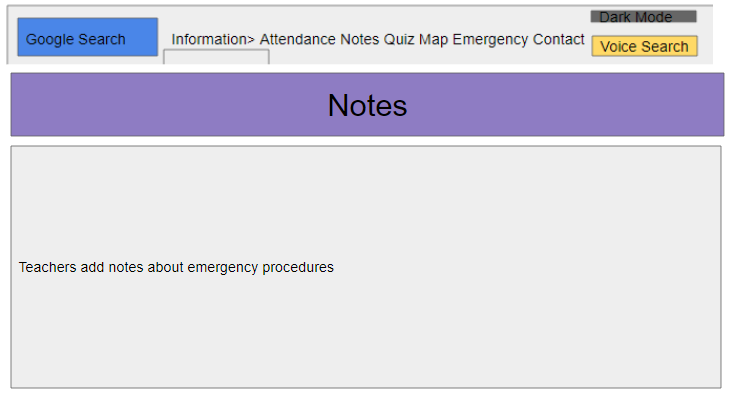 Dark Mode
Google Search
Information> Attendance Notes Quiz Map Emergency Contact
Voice Search
Notes
Teachers add notes about emergency procedures